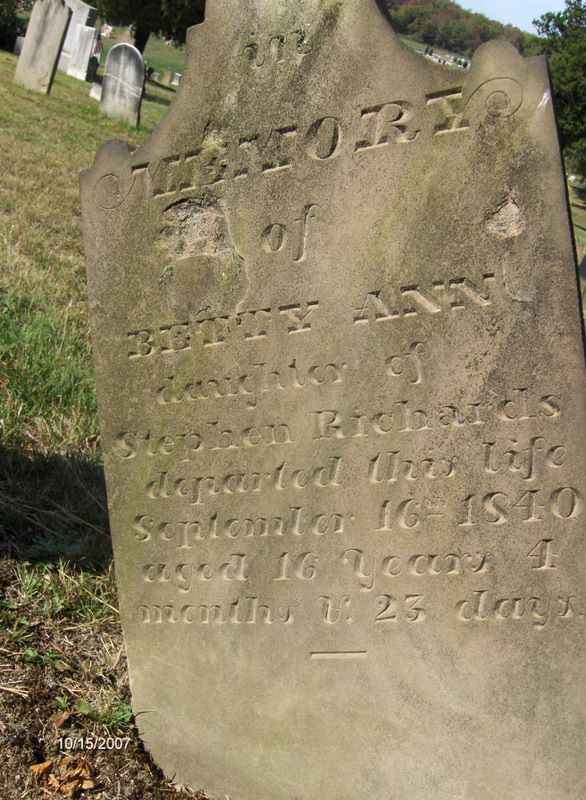 in
MEMORY
of
BETTY ANN
daughter of
Stephen Richards
departed this life
September 16- 1840
aged 16 Years 4
months & 23 days
10/15/2007